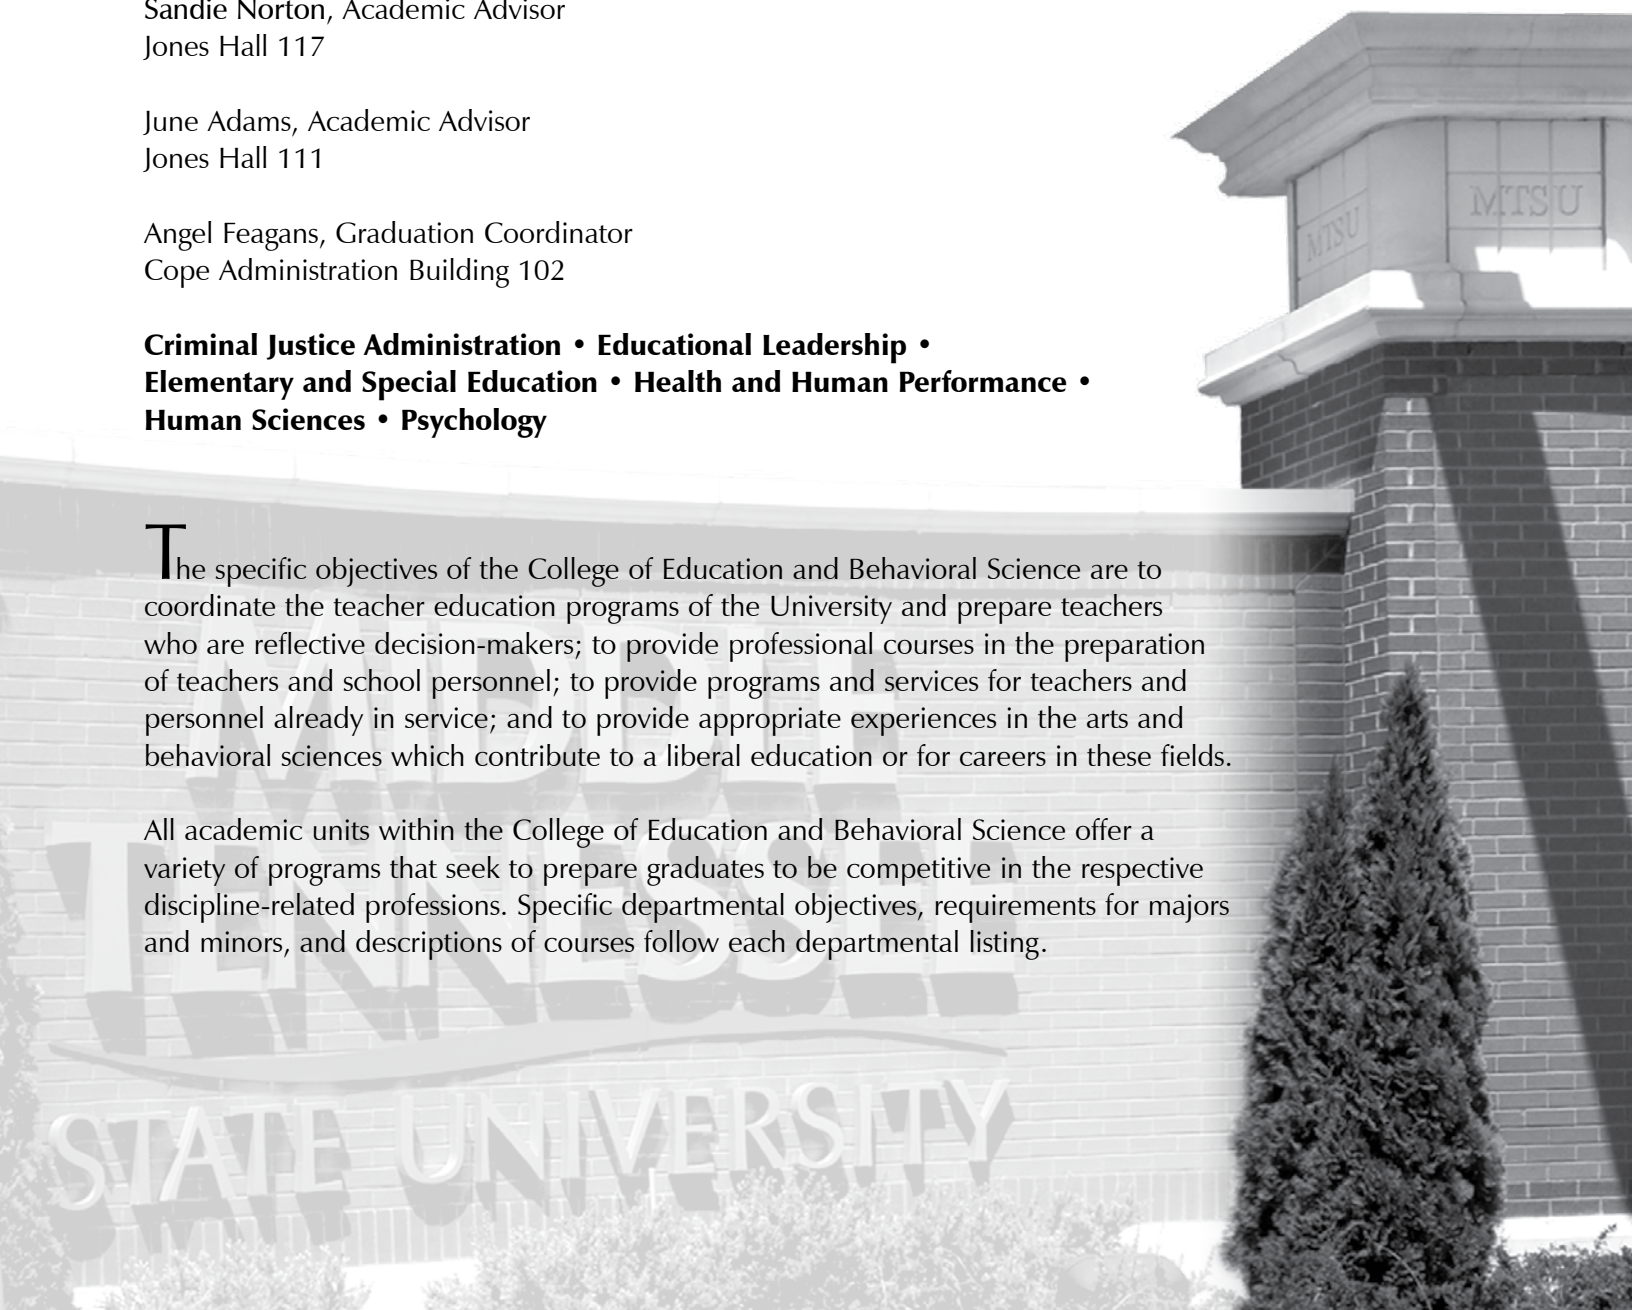 Sandie Norton, Academic Advisor
Jones Hall 117
June Adams, Academic Advisor
Jones Hall 111
Angel Feagans, Graduation Coordinator
Cope Administration Building 102
Criminal Justice Administration • Educational Leadership •
Elementary and Special Education • Health and Human Performance •
Human Sciences • Psychology
The specific objectives of the College of Education and Behavioral Science are to
coordinate the teacher education programs of the University and prepare teachers
who are reflective decision-makers; to provide professional courses in the preparation
of teachers and school personnel; to provide programs and services for teachers and
personnel already in service; and to provide appropriate experiences in the arts and
behavioral sciences which contribute to a liberal education or for careers in these fields.
All academic units within the College of Education and Behavioral Science offer a
variety of programs that seek to prepare graduates to be competitive in the respective
discipline-related professions. Specific departmental objectives, requirements for majors
and minors, and descriptions of courses follow each departmental listing.
MTSU
MTSU
MIDDLE
TENNESSEE
STATE UNIVERSITY